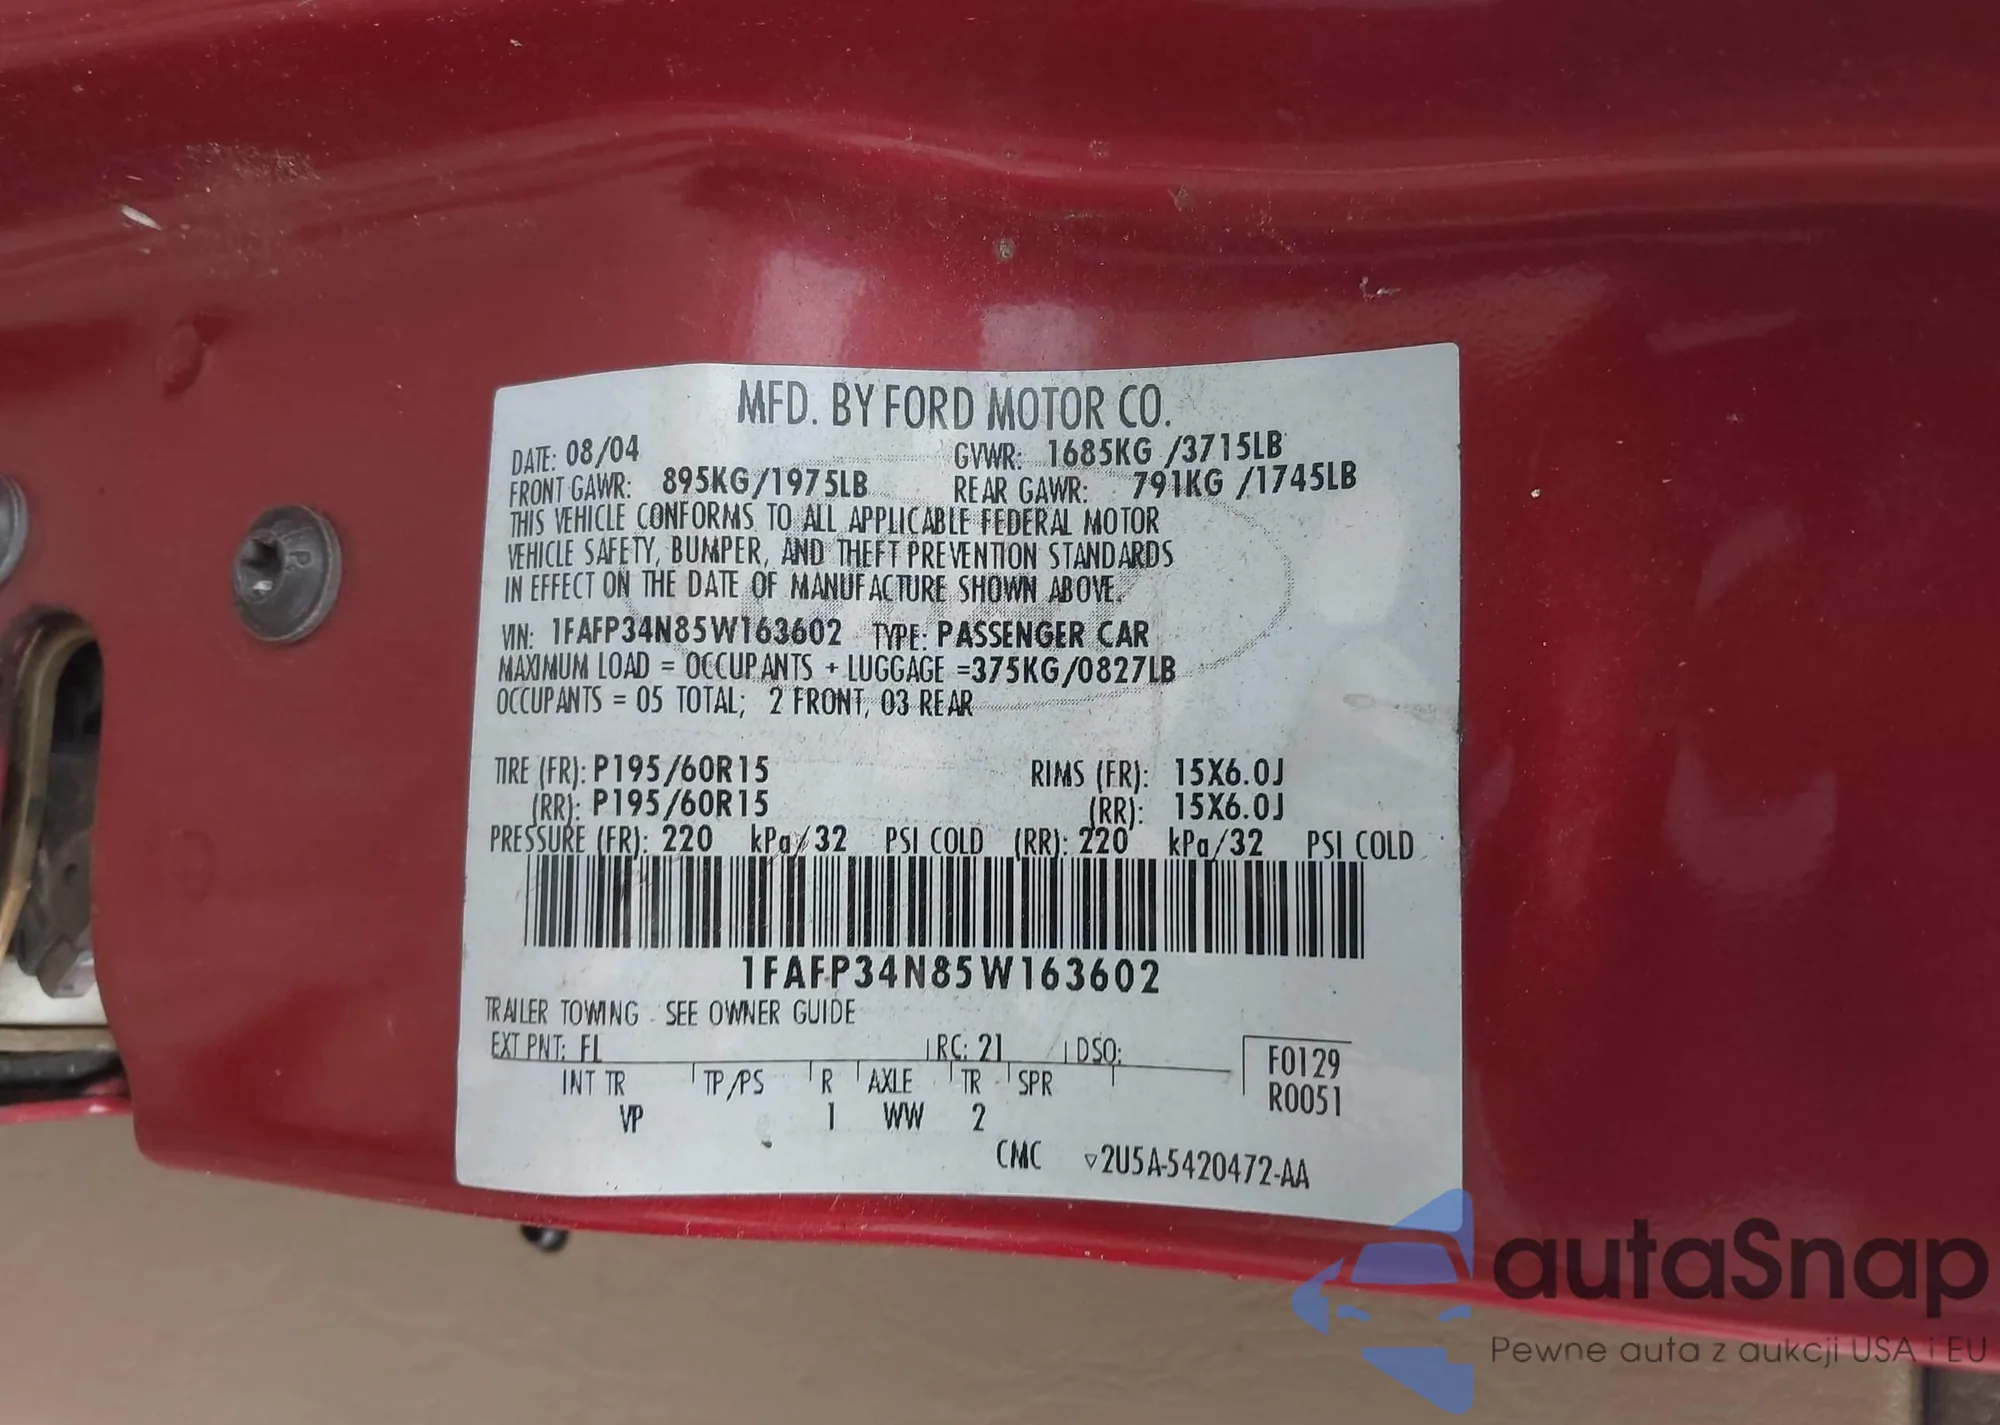 MFD. BY FORD MOTOR CO.
DATE: 08/04 GVWR: 1685KG /3715LB
FRONT GAWR: 895KG/1975LB REAR GAWR: 791KG /1745LB
THIS VEHICLE CONFORMS TO ALL APPLICABLE FEDERAL MOTOR
VEHICLE SAFETY, BUMPER, AND THEFT PREVENTION STANDARDS
IN EFFECT ON THE DATE OF MANUFACTURE SHOWN ABOVE.
VIN: 1FAFP34N85W163602 TYPE: PASSENGER CAR
MAXIMUM LOAD = OCCUPANTS + LUGGAGE =375KG/0827LB
OCCUPANTS = 05 TOTAL; 2 FRONT, 03 REAR
TIRE (FR): P195/60R15 RIMS (FR): 15X6.0J
(RR): P195/60R15 (RR): 15X6.0J
PRESSURE (FR): 220 kPa/32 PSI COLD (RR): 220 kPa/32 PSI COLD
1FAFP34N85W163602
TRAILER TOWING - SEE OWNER GUIDE
EXT PNT: FL RC: 21 DSO: F0129
INT TR TP/PS R AXLE TR SPR R0051
VP 1 WW 2
CMC ▽2U5A-5420472-AA
autaSnap
Pewne auta z aukcji USA i EU